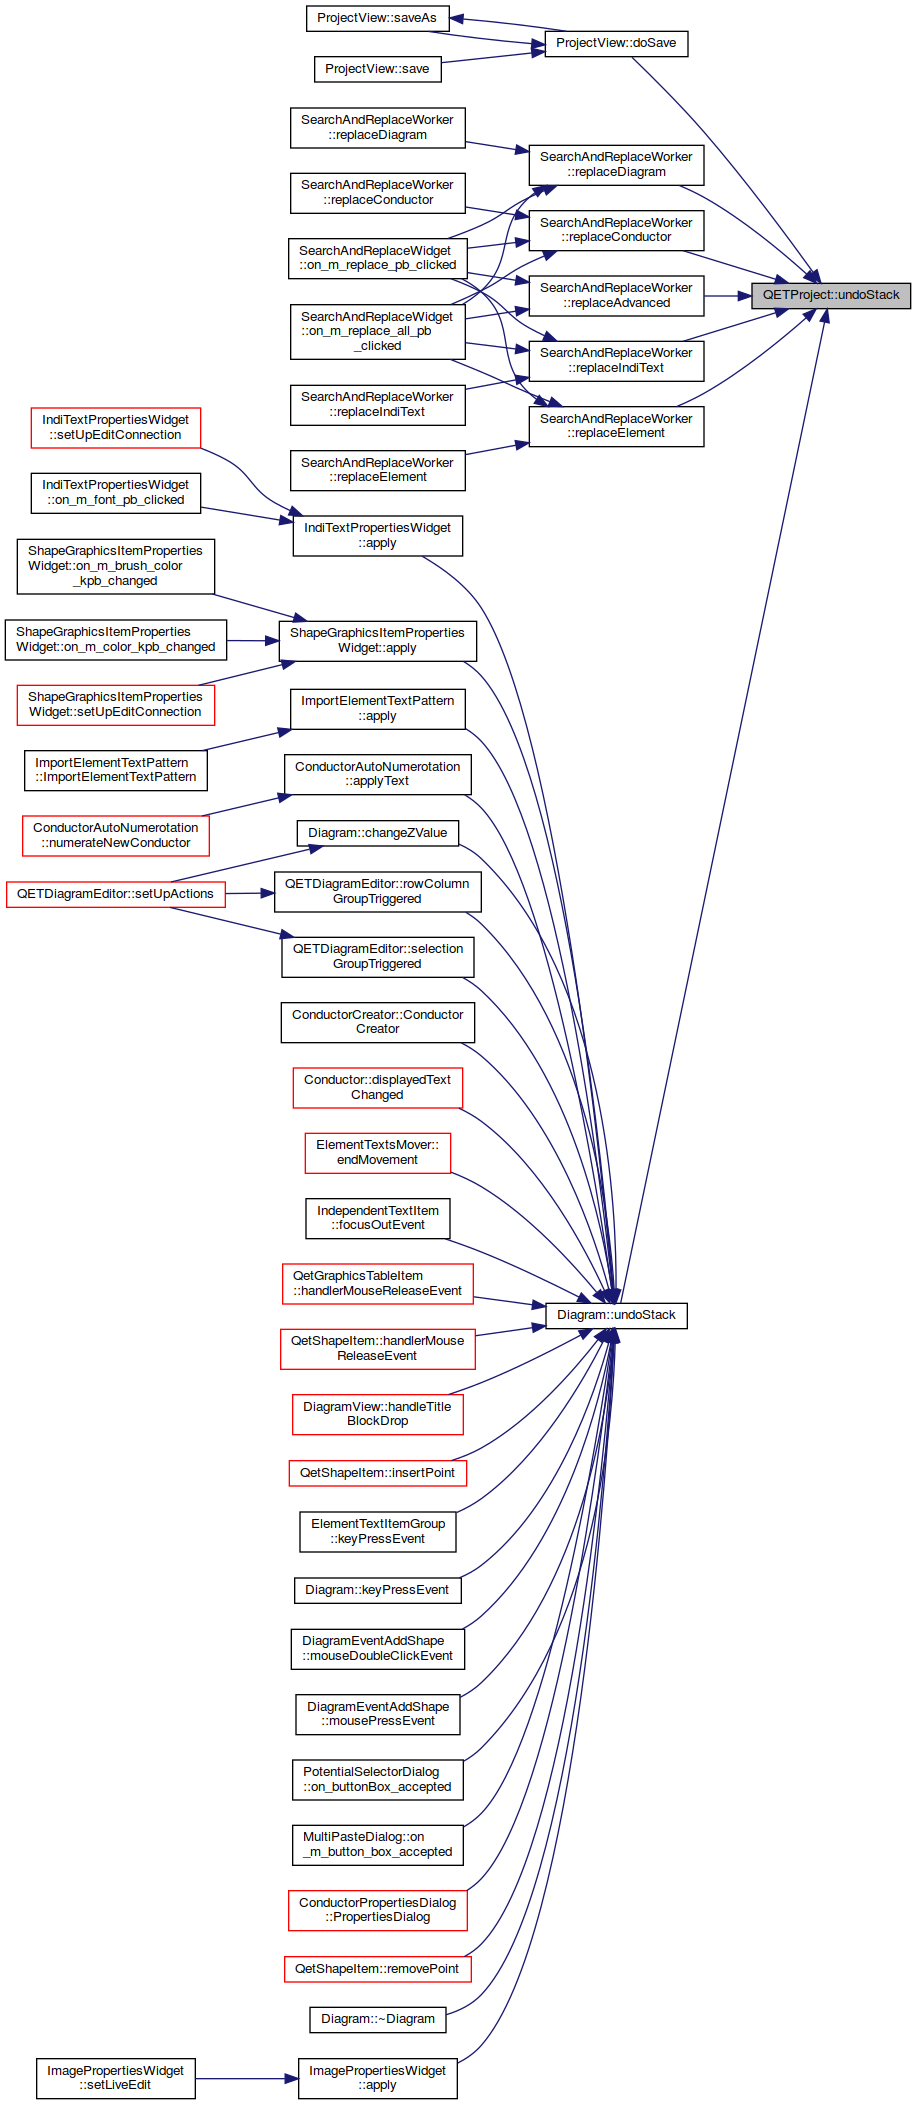 ProjectView::saveAs
ProjectView::doSave
ProjectView::save
SearchAndReplaceWorker
::replaceDiagram
SearchAndReplaceWorker
::replaceDiagram
SearchAndReplaceWorker
::replaceConductor
SearchAndReplaceWorker
::replaceConductor
SearchAndReplaceWidget
::on_m_replace_pb_clicked
SearchAndReplaceWorker
::replaceAdvanced
QETProject::undoStack
SearchAndReplaceWidget
::on_m_replace_all_pb
_clicked
SearchAndReplaceWorker
::replaceIndiText
SearchAndReplaceWorker
::replaceIndiText
SearchAndReplaceWorker
::replaceElement
IndiTextPropertiesWidget
::setUpEditConnection
SearchAndReplaceWorker
::replaceElement
IndiTextPropertiesWidget
::on_m_font_pb_clicked
IndiTextPropertiesWidget
::apply
ShapeGraphicsItemProperties
Widget::on_m_brush_color
_kpb_changed
ShapeGraphicsItemProperties
Widget::on_m_color_kpb_changed
ShapeGraphicsItemProperties
Widget::apply
ShapeGraphicsItemProperties
Widget::setUpEditConnection
ImportElementTextPattern
::apply
ImportElementTextPattern
::ImportElementTextPattern
ConductorAutoNumerotation
::applyText
ConductorAutoNumerotation
::numerateNewConductor
Diagram::changeZValue
QETDiagramEditor::setUpActions
QETDiagramEditor::rowColumn
GroupTriggered
QETDiagramEditor::selection
GroupTriggered
ConductorCreator::Conductor
Creator
Conductor::displayedText
Changed
ElementTextsMover::
endMovement
IndependentTextItem
::focusOutEvent
QetGraphicsTableItem
::handlerMouseReleaseEvent
Diagram::undoStack
QetShapeItem::handlerMouse
ReleaseEvent
DiagramView::handleTitle
BlockDrop
QetShapeItem::insertPoint
ElementTextItemGroup
::keyPressEvent
Diagram::keyPressEvent
DiagramEventAddShape
::mouseDoubleClickEvent
DiagramEventAddShape
::mousePressEvent
PotentialSelectorDialog
::on_buttonBox_accepted
MultiPasteDialog::on
_m_button_box_accepted
ConductorPropertiesDialog
::PropertiesDialog
QetShapeItem::removePoint
Diagram::~Diagram
ImagePropertiesWidget
::setLiveEdit
ImagePropertiesWidget
::apply